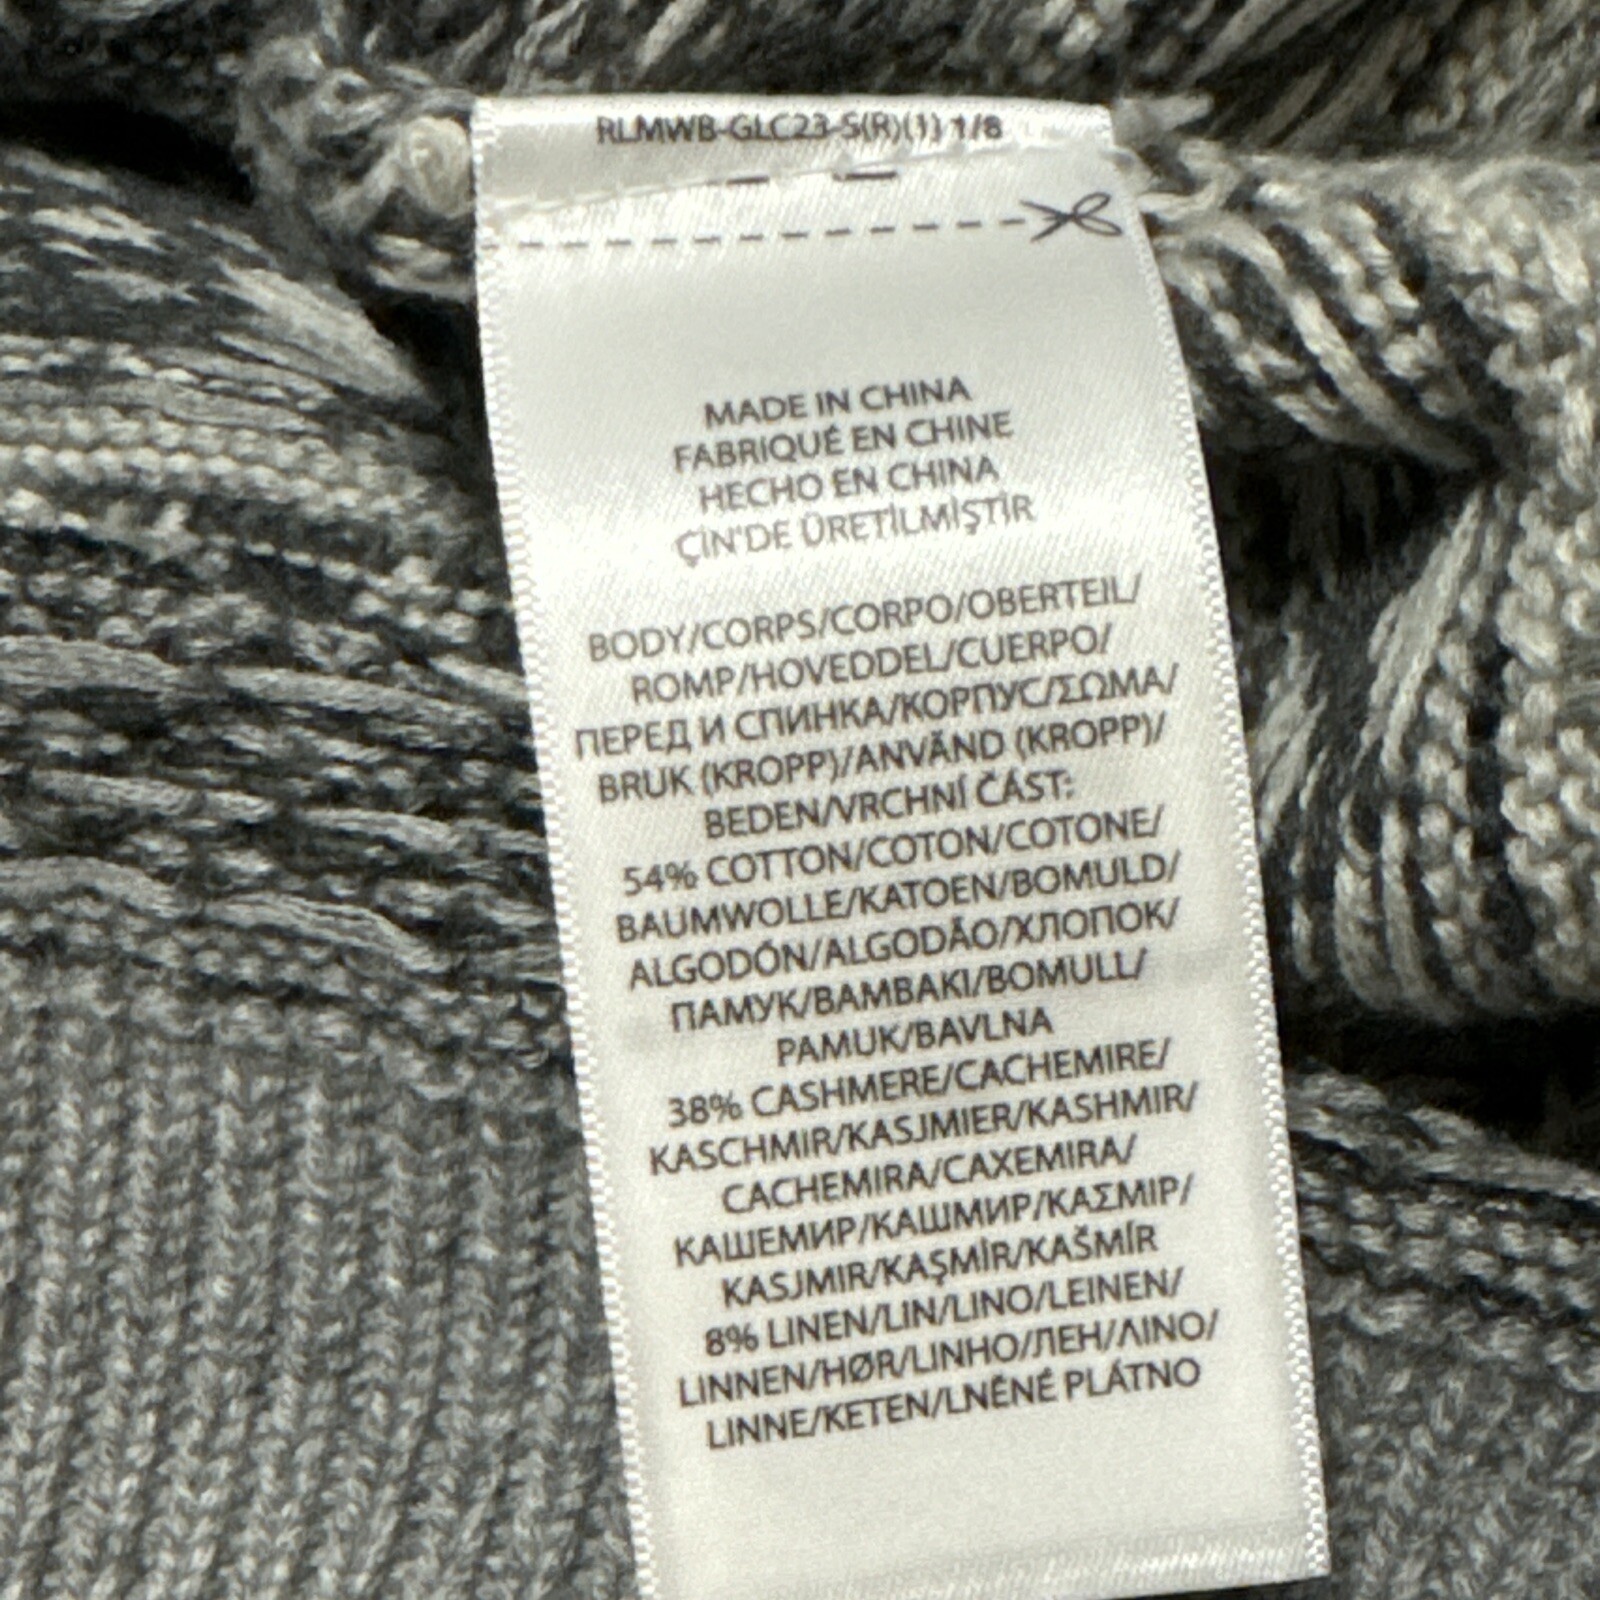 RLMWB-GLC23-S(R)(1) 1/8
MADE IN CHINA
FABRIQUÉ EN CHINE
HECHO EN CHINA
ÇİN'DE ÜRETİLMİŞTİR
BODY/CORPS/CORPO/OBERTEIL/
ROMP/HOVEDDEL/CUERPO/
ПЕРЕД И СПИНКА/КОРПУС/ΣΩΜΑ/
BRUK (KROPP)/ANVÄND (KROPP)/
BEDEN/VRCHNÍ ČÁST:
54% COTTON/COTON/COTONE/
BAUMWOLLE/KATOEN/BOMULD/
ALGODÓN/ALGODÃO/ХЛОПОК/
ПАМУК/ΒΑΜΒΑΚΙ/BOMULL/
PAMUK/BAVLNA
38% CASHMERE/CACHEMIRE/
KASCHMIR/KASJMIER/KASHMIR/
CACHEMIRA/CAXEMIRA/
КАШЕМИР/КАШМИР/ΚΑΣΜΙΡ/
KASJMIR/KAŞMİR/KAŠMÍR
8% LINEN/LIN/LINO/LEINEN/
LINNEN/HØR/LINHO/ЛЕН/ΛΙΝΟ/
LINNE/KETEN/LNĚNÉ PLÁTNO